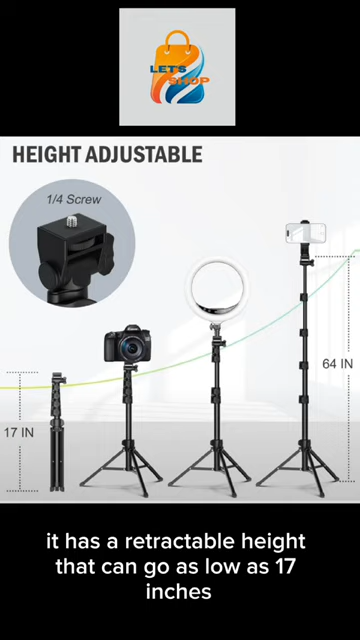 LET'S
SHOP
HEIGHT ADJUSTABLE
1/4 Screw
64 IN
17 IN
it has a retractable height
that can go as low as 17
inches